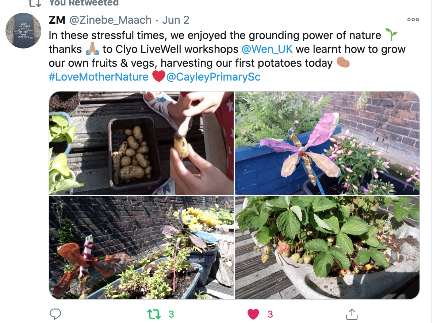 You Retweeted
ZM @Zinebe_Maach · Jun 2
In these stressful times, we enjoyed the grounding power of nature 🌱
thanks 🙏🏼 to Clyo LiveWell workshops @Wen_UK we learnt how to grow
our own fruits & vegs, harvesting our first potatoes today 🥔
#LoveMotherNature ❤️@CayleyPrimarySc
3
3